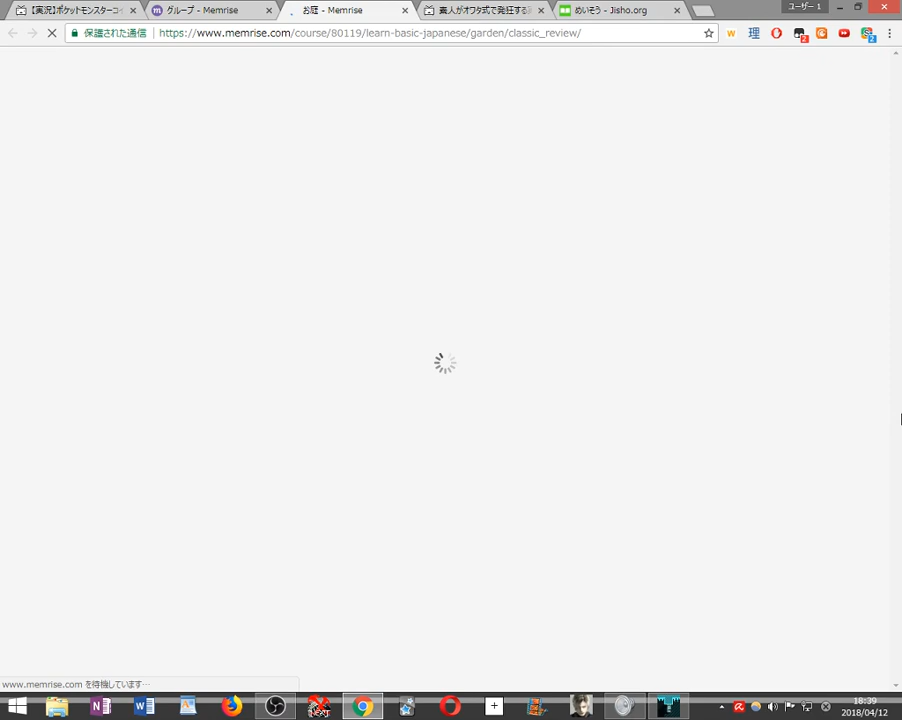 【実況】ポケットモンスターコ
グループ - Memrise
お庭 - Memrise
素人がオワタ式で発狂する
めいそう - Jisho.org
ユーザー 1
保護された通信
https://www.memrise.com/course/80119/learn-basic-japanese/garden/classic_review/
www.memrise.com を待機しています…
18:39
2018/04/12